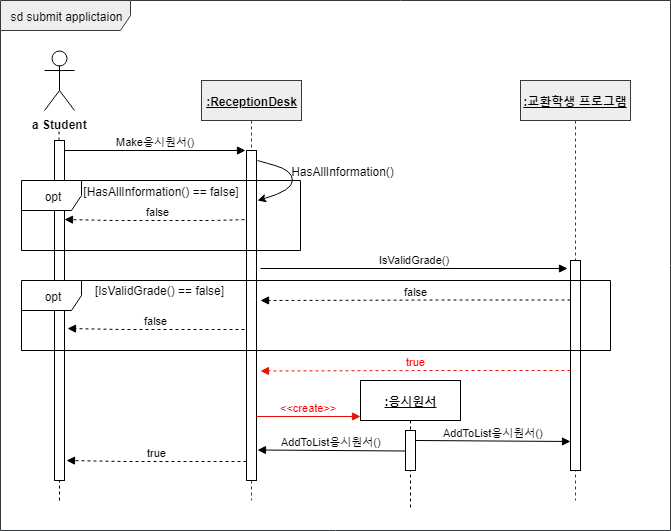 sd submit applictaion
a Student
:ReceptionDesk
:교환학생 프로그램
Make응시원서()
HasAllInformation()
opt
[HasAllInformation() == false]
false
IsValidGrade()
opt
[IsValidGrade() == false]
false
false
true
:응시원서
<<create>>
AddToList응시원서()
AddToList응시원서()
true